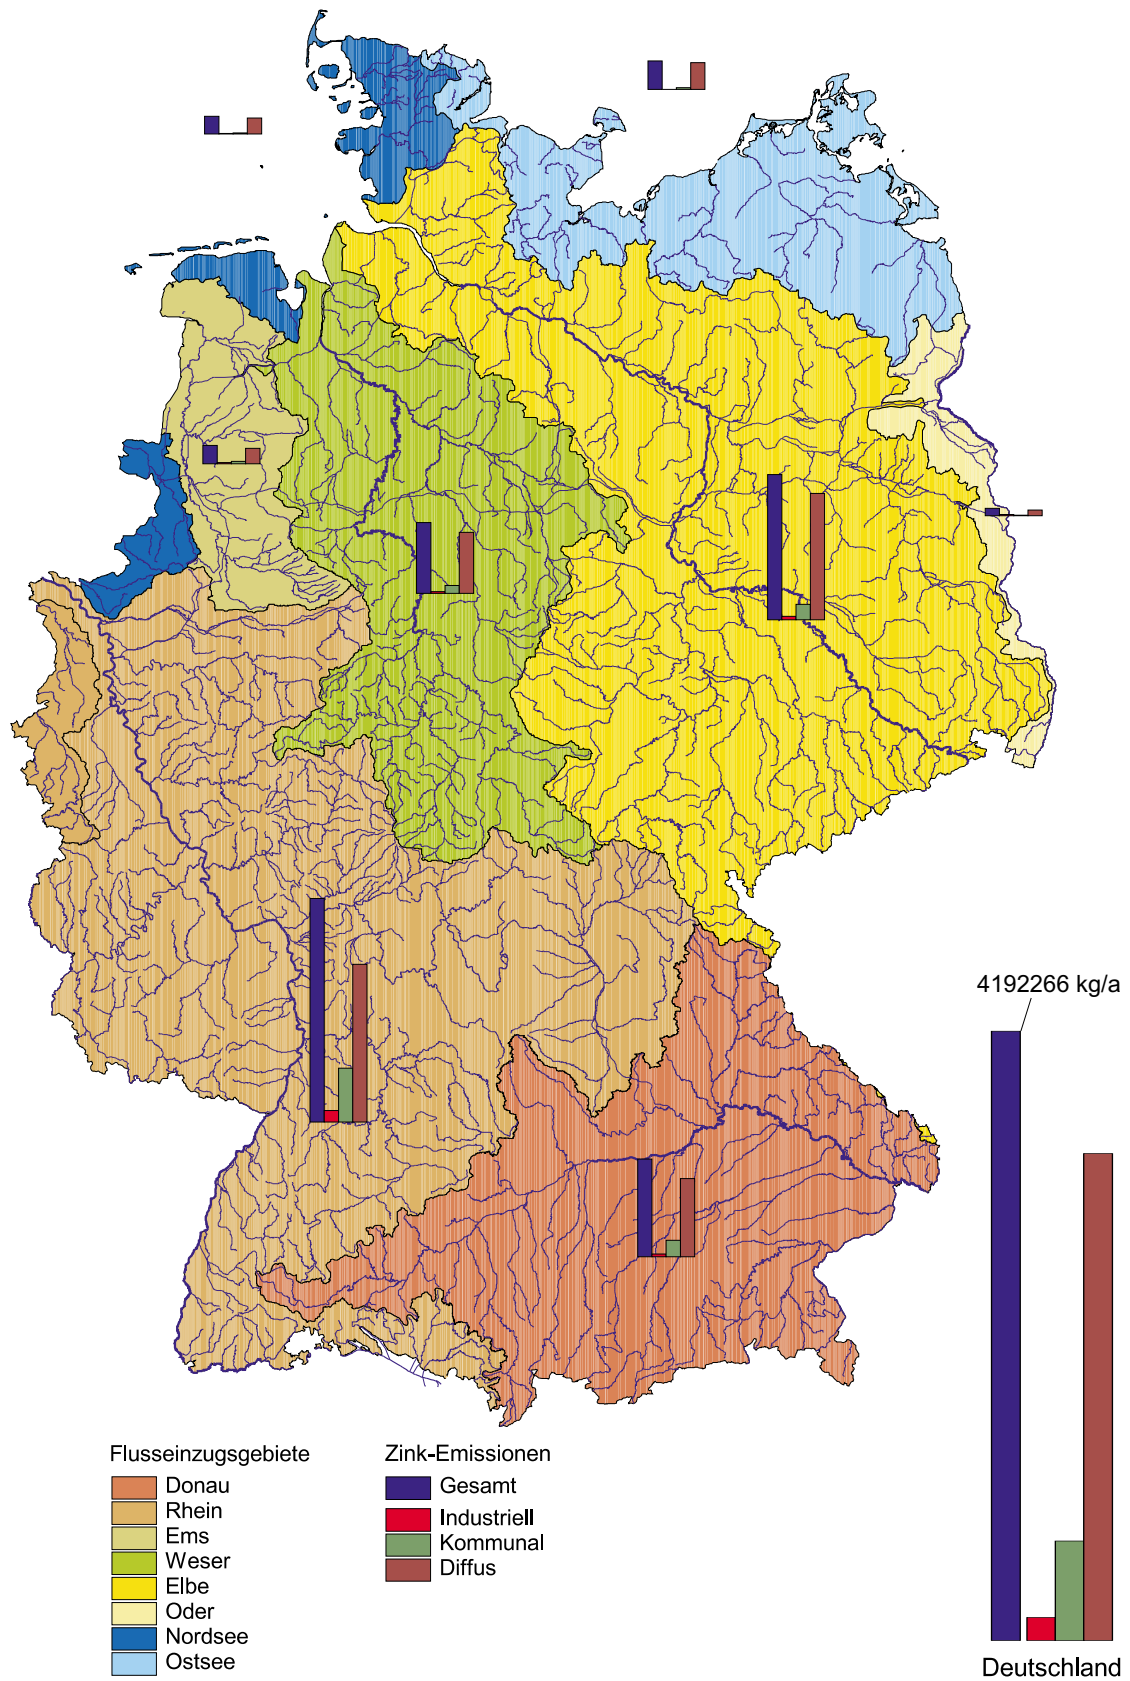 4192266 kg/a
Deutschland
Flusseinzugsgebiete
Donau
Rhein
Ems
Weser
Elbe
Oder
Nordsee
Ostsee
Zink-Emissionen
Gesamt
Industriell
Kommunal
Diffus